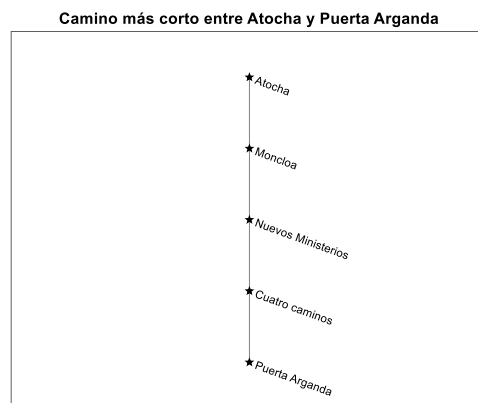 Camino más corto entre Atocha y Puerta Arganda
Atocha
Moncloa
Nuevos Ministerios
Cuatro caminos
Puerta Arganda